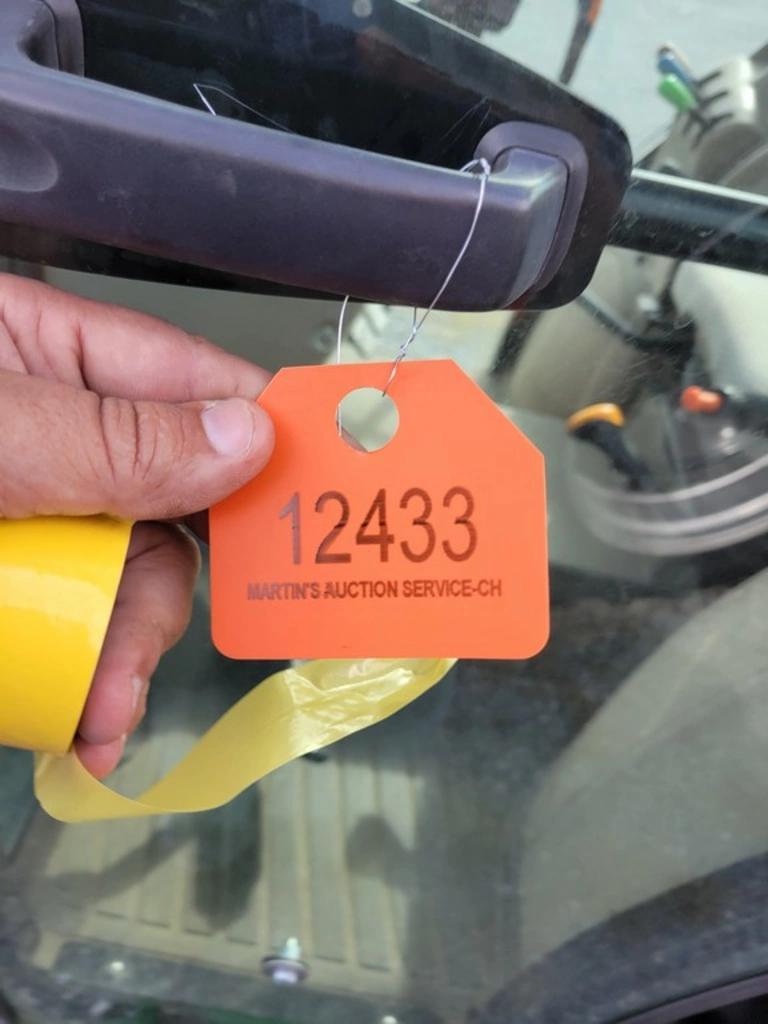 12433
MARTIN'S AUCTION SERVICE-CH